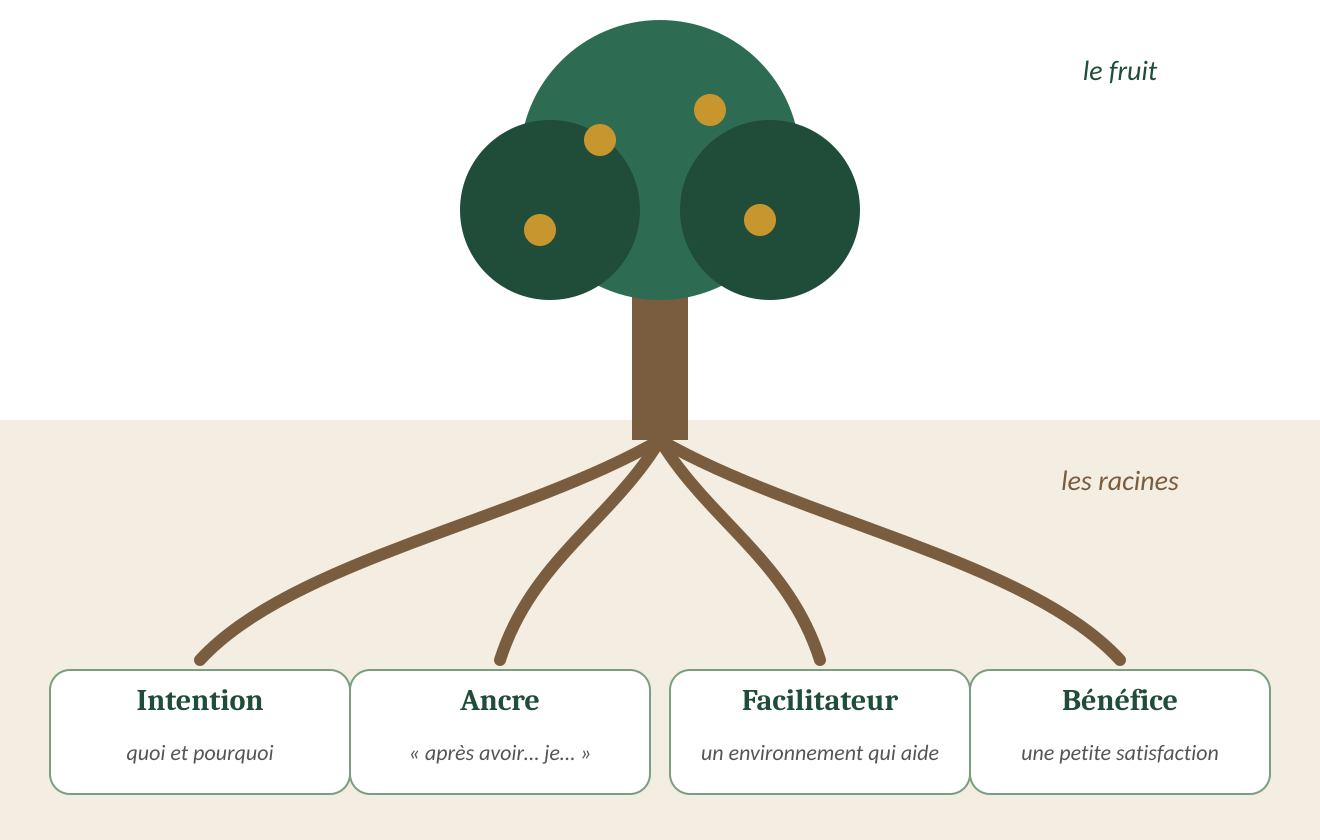 le fruit
les racines
Intention
quoi et pourquoi
Ancre
« après avoir… je… »
Facilitateur
un environnement qui aide
Bénéfice
une petite satisfaction